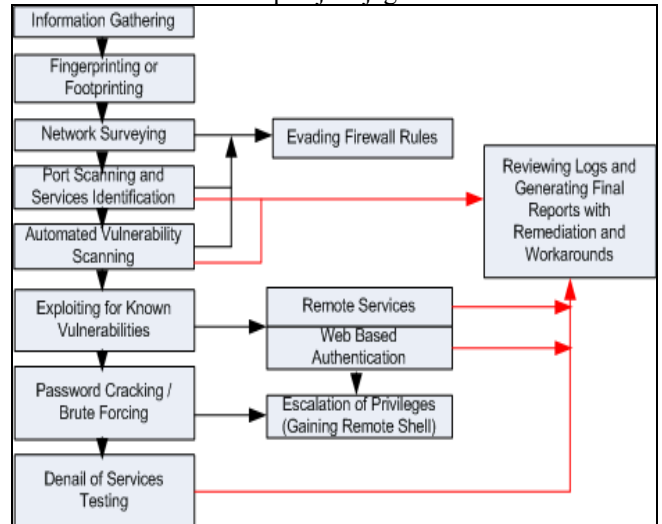 Information Gathering
Fingerprinting or
Footprinting
Network Surveying
Evading Firewall Rules
Port Scanning and
Services Identification
Reviewing Logs and
Generating Final
Reports with
Remediation and
Workarounds
Automated Vulnerability
Scanning
Exploiting for Known
Vulnerabilities
Remote Services
Web Based
Authentication
Password Cracking /
Brute Forcing
Escalation of Privileges
(Gaining Remote Shell)
Denail of Services
Testing